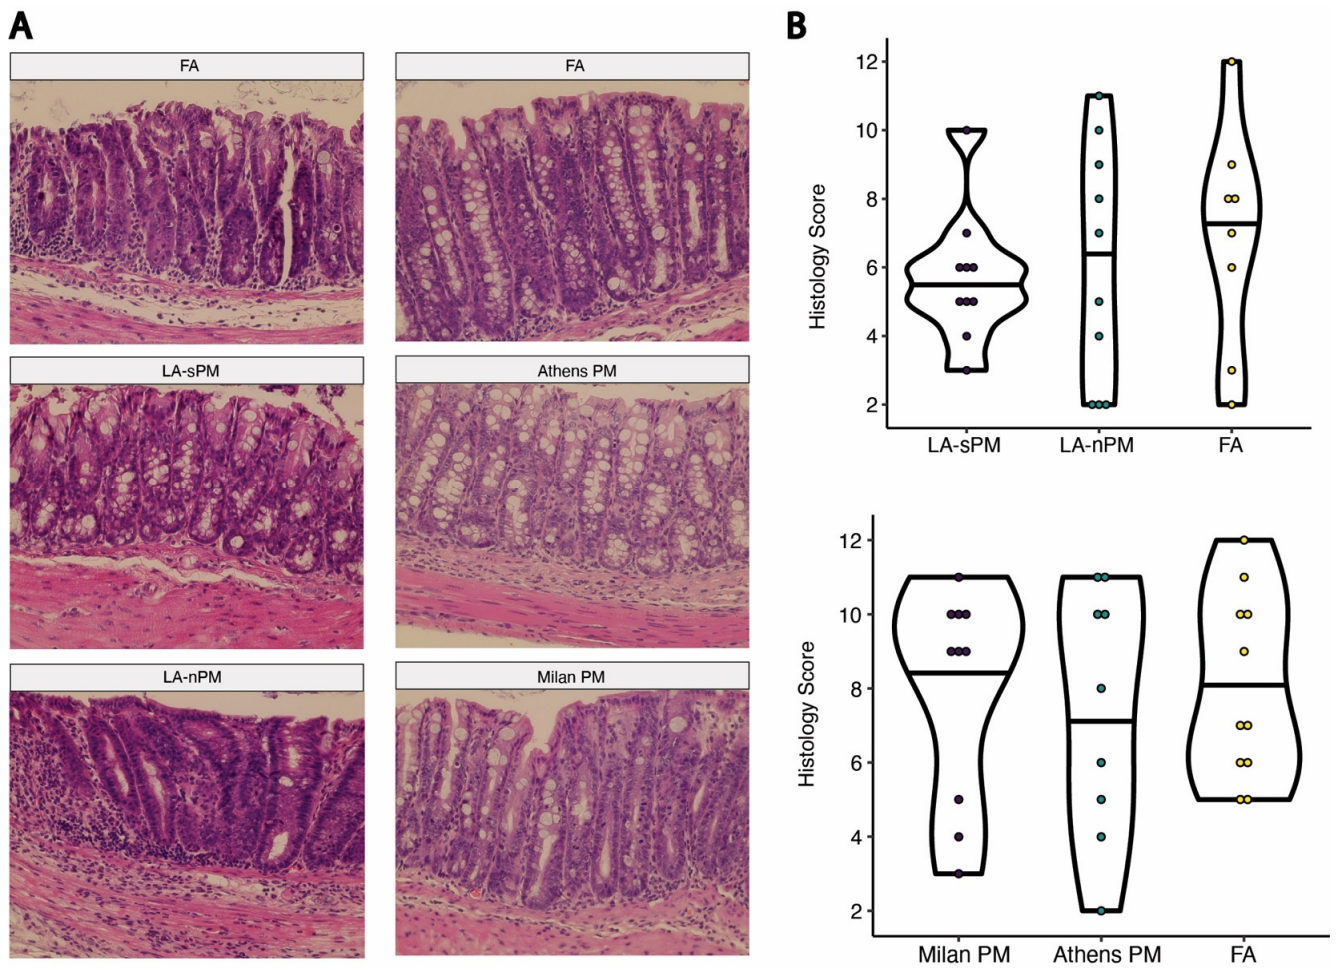 A
FA
FA
LA-sPM
Athens PM
LA-nPM
Milan PM
B
Histology Score
12
10
8
6
4
2
LA-sPM LA-nPM FA
Histology Score
12
10
8
6
4
2
Milan PM Athens PM FA